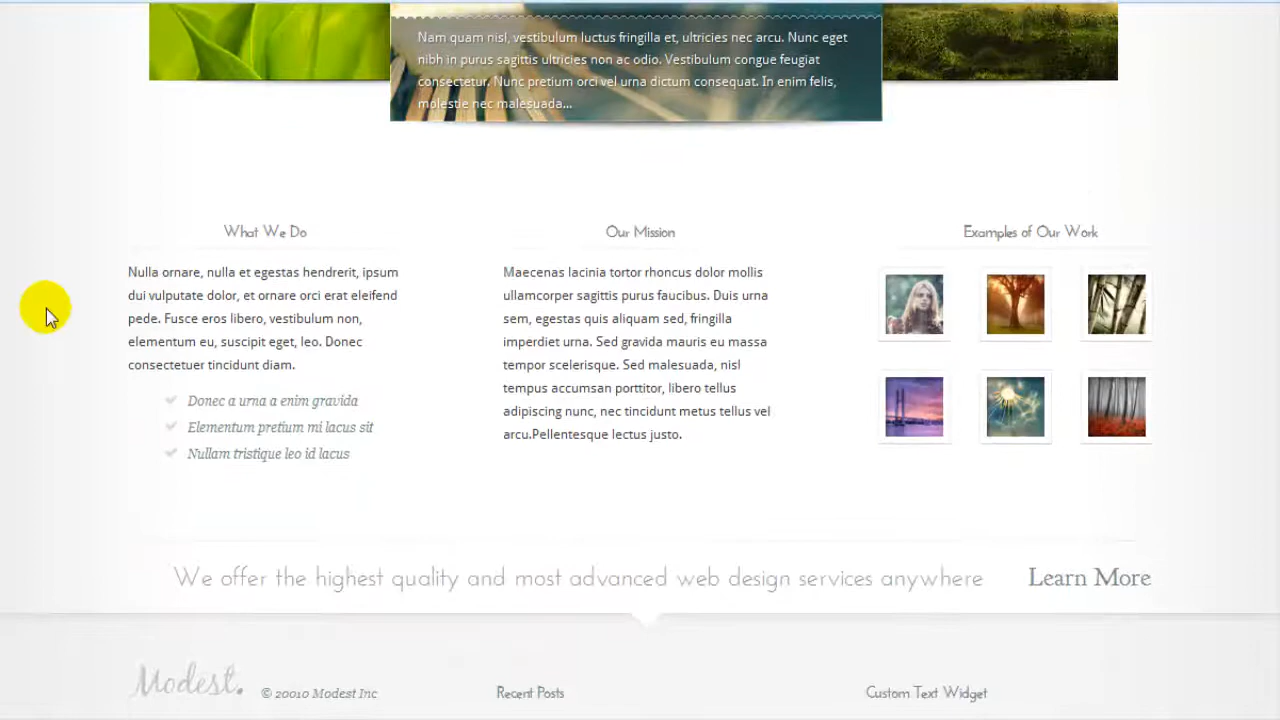 Nam quam nisl, vestibulum luctus fringilla et, ultricies nec arcu. Nunc eget
nibh in purus sagittis ultricies non ac odio. Vestibulum congue feugiat
consectetur. Nunc pretium orci vel urna dictum consequat. In enim felis,
molestie nec malesuada...
What We Do
Nulla ornare, nulla et egestas hendrerit, ipsum
dui vulputate dolor, et ornare orci erat eleifend
pede. Fusce eros libero, vestibulum non,
elementum eu, suscipit eget, leo. Donec
consectetuer tincidunt diam.
Donec a urna a enim gravida
Elementum pretium mi lacus sit
Nullam tristique leo id lacus
Our Mission
Maecenas lacinia tortor rhoncus dolor mollis
ullamcorper sagittis purus faucibus. Duis urna
sem, egestas quis aliquam sed, fringilla
imperdiet urna. Sed gravida mauris eu massa
tempor scelerisque. Sed malesuada, nisl
tempus accumsan porttitor, libero tellus
adipiscing nunc, nec tincidunt metus tellus vel
arcu.Pellentesque lectus justo.
Examples of Our Work
We offer the highest quality and most advanced web design services anywhere
Learn More
Modest.
© 20010 Modest Inc
Recent Posts
Custom Text Widget